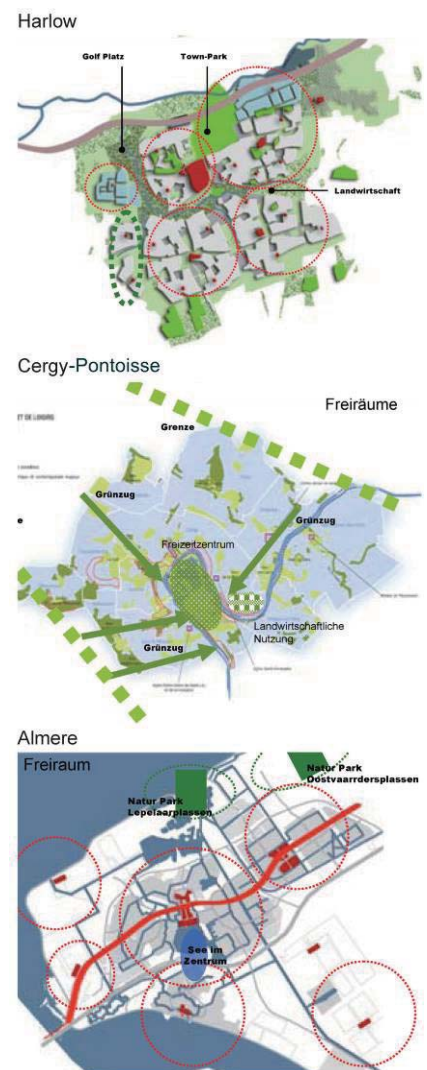 Harlow
Golf Platz
Town-Park
Landwirtschaft
Cergy-Pontoisse
Freiräume
Grenze
Grünzug
Grünzug
Freizeitzentrum
Landwirtschaftliche
Nutzung
Grünzug
Almere
Freiraum
Natur Park
Oostvaarrdersplassen
Natur Park
Lepelaarplassen
See im
Zentrum